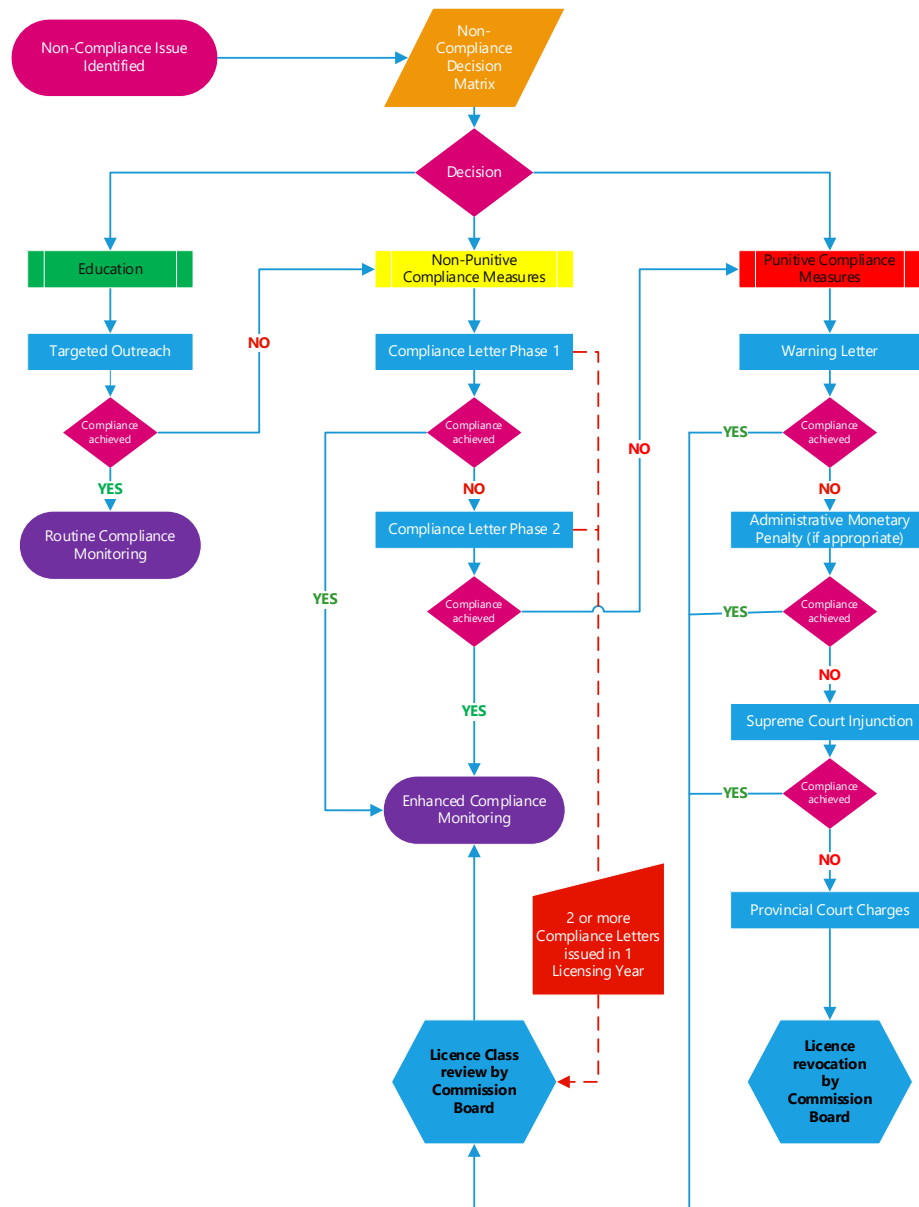 Non-Compliance Issue
Identified
Non-
Compliance
Decision
Matrix
Decision
Education
Non-Punitive
Compliance Measures
Punitive Compliance
Measures
Targeted Outreach
NO
Compliance Letter Phase 1
Warning Letter
Compliance
achieved
Compliance
achieved
YES
Compliance
achieved
NO
YES
NO
NO
Routine Compliance
Monitoring
Compliance Letter Phase 2
Administrative Monetary
Penalty (if appropriate)
YES
Compliance
achieved
YES
Compliance
achieved
NO
YES
Supreme Court Injunction
Enhanced Compliance
Monitoring
YES
Compliance
achieved
NO
2 or more
Compliance Letters
issued in 1
Licensing Year
Provincial Court Charges
Licence Class
review by
Commission
Board
Licence
revocation
by
Commission
Board